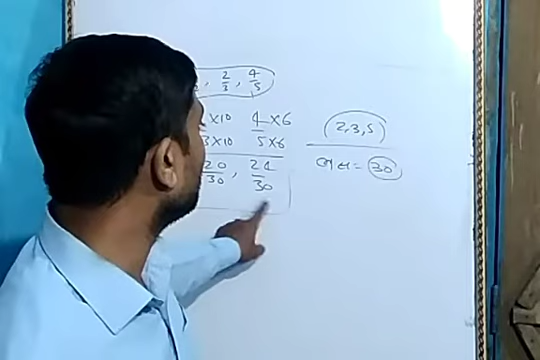 , 2/3, 4/5
2×10 4×6
3×10 5×6
20/30, 24/30
(2,3,5)
ল সা = 30